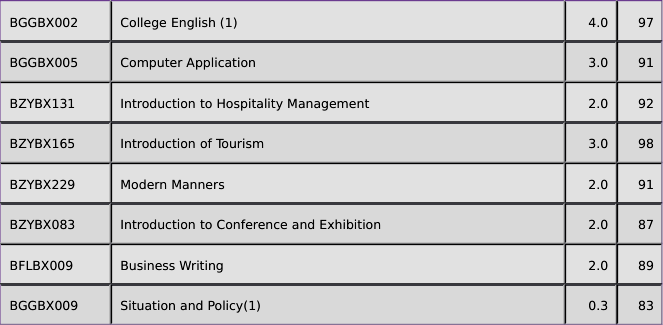 BGGBX002 College English (1) 4.0 97
BGGBX005 Computer Application 3.0 91
BZYBX131 Introduction to Hospitality Management 2.0 92
BZYBX165 Introduction of Tourism 3.0 98
BZYBX229 Modern Manners 2.0 91
BZYBX083 Introduction to Conference and Exhibition 2.0 87
BFLBX009 Business Writing 2.0 89
BGGBX009 Situation and Policy(1) 0.3 83